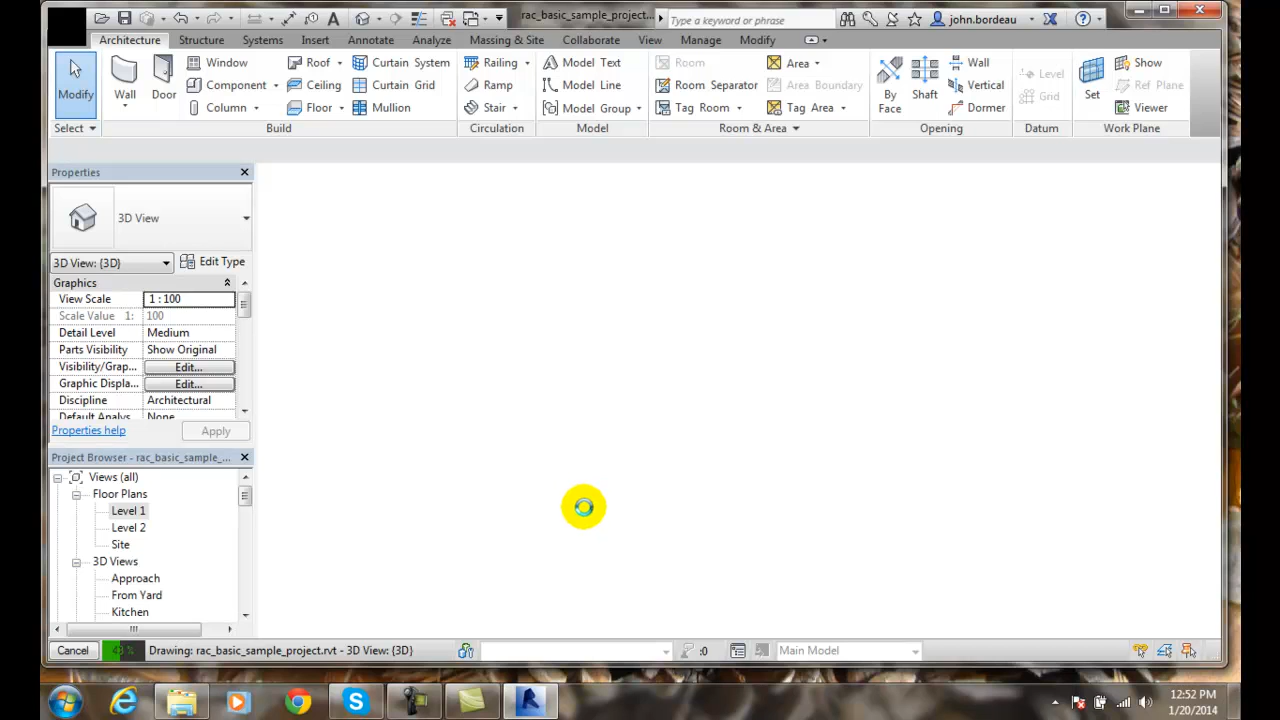 rac_basic_sample_project...
Type a keyword or phrase
john.bordeau
Architecture Structure Systems Insert Annotate Analyze Massing & Site Collaborate View Manage Modify
Modify
Wall
Door
Window
Component
Column
Roof
Ceiling
Floor
Curtain System
Curtain Grid
Mullion
Railing
Ramp
Stair
Model Text
Model Line
Model Group
Room
Room Separator
Tag Room
Area
Area Boundary
Tag Area
By Face
Shaft
Wall
Vertical
Dormer
Level
Grid
Set
Show
Ref Plane
Viewer
Select Build Circulation Model Room & Area Opening Datum Work Plane
Properties
3D View
3D View: {3D} Edit Type
Graphics
View Scale 1 : 100
Scale Value 1: 100
Detail Level Medium
Parts Visibility Show Original
Visibility/Grap... Edit...
Graphic Displa... Edit...
Discipline Architectural
Default Analys None
Properties help Apply
Project Browser - rac_basic_sample_...
Views (all)
Floor Plans
Level 1
Level 2
Site
3D Views
Approach
From Yard
Kitchen
Cancel Drawing: rac_basic_sample_project.rvt - 3D View: {3D} :0 Main Model
12:52 PM
1/20/2014